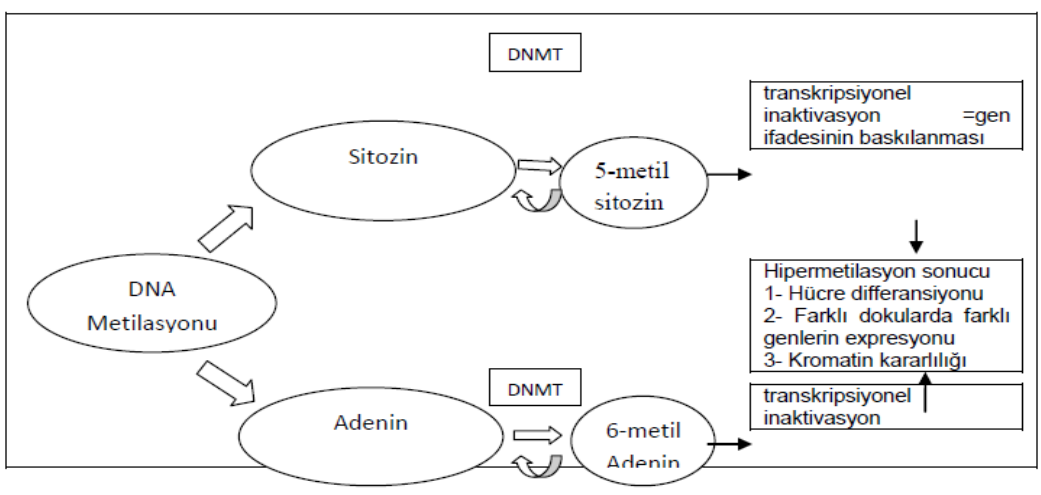 DNMT
transkripsiyonel
inaktivasyon =gen
ifadesinin baskılanması
Sitozin
5-metil
sitozin
DNA
Metilasyonu
Hipermetilasyon sonucu
1- Hücre differansiyonu
2- Farklı dokularda farklı
genlerin expresyonu
3- Kromatin kararlılığı
DNMT
transkripsiyonel
inaktivasyon
Adenin
6-metil
Adenin